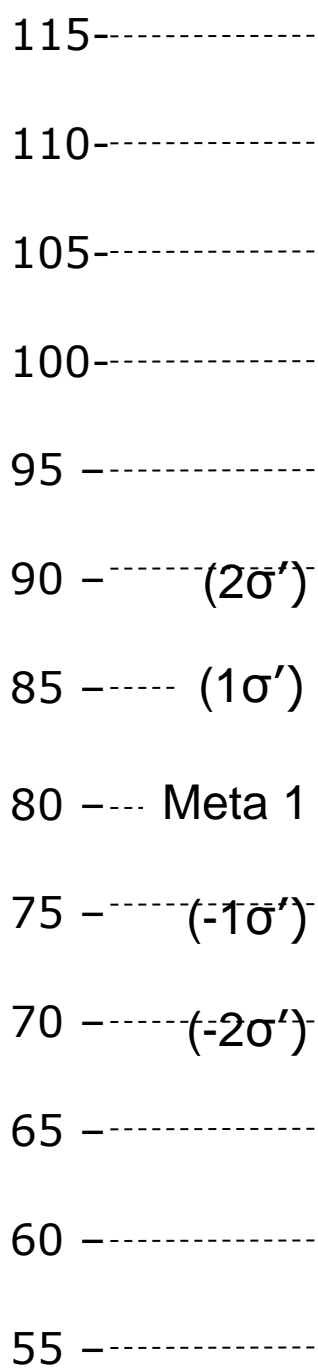 115-
110-
105-
100-
95 –
90 – (2σ′)
85 – (1σ′)
80 – Meta 1
75 – (-1σ′)
70 – (-2σ′)
65 –
60 –
55 –